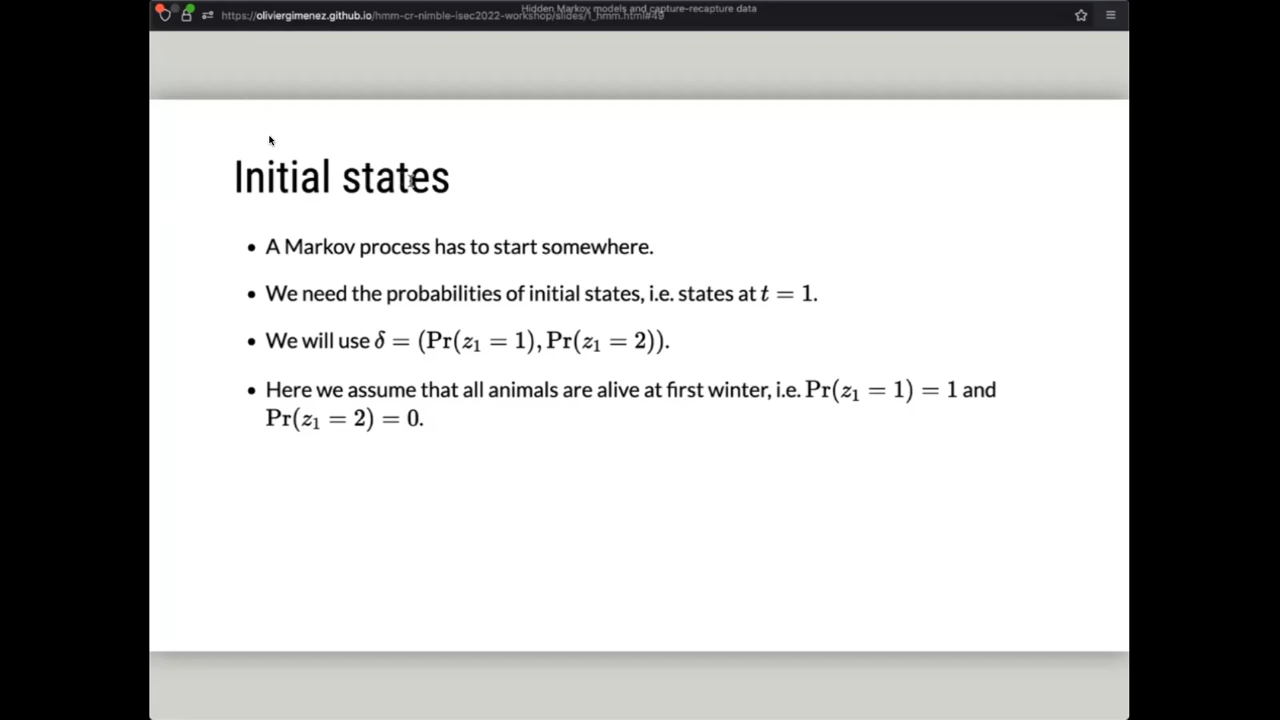 Hidden Markov models and capture-recapture data
https://oliviergimenez.github.io/hmm-cr-nimble-isec2022-workshop/slides/1_hmm.html#49
Initial states
• A Markov process has to start somewhere.
• We need the probabilities of initial states, i.e. states at t = 1.
• We will use δ = (Pr(z₁ = 1), Pr(z₁ = 2)).
• Here we assume that all animals are alive at first winter, i.e. Pr(z₁ = 1) = 1 and
Pr(z₁ = 2) = 0.